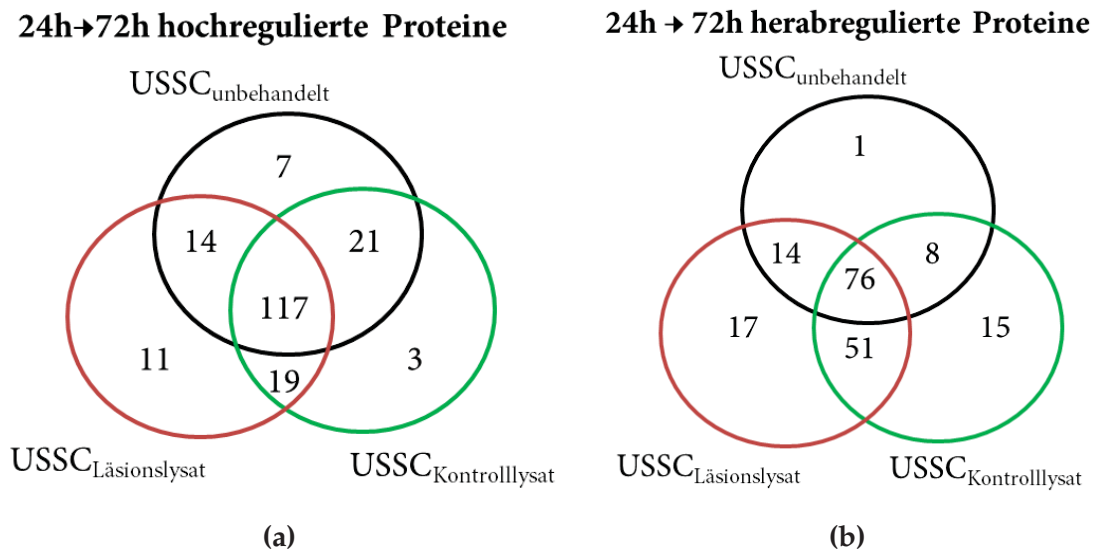 24h→72h hochregulierte Proteine
USSCunbehandelt
7
14
21
117
11
19
3
USSCLäsionslysat
USSCKontrolllysat
(a)
24h → 72h herabregulierte Proteine
USSCunbehandelt
1
14
8
76
17
15
51
USSCLäsionslysat
USSCKontrolllysat
(b)